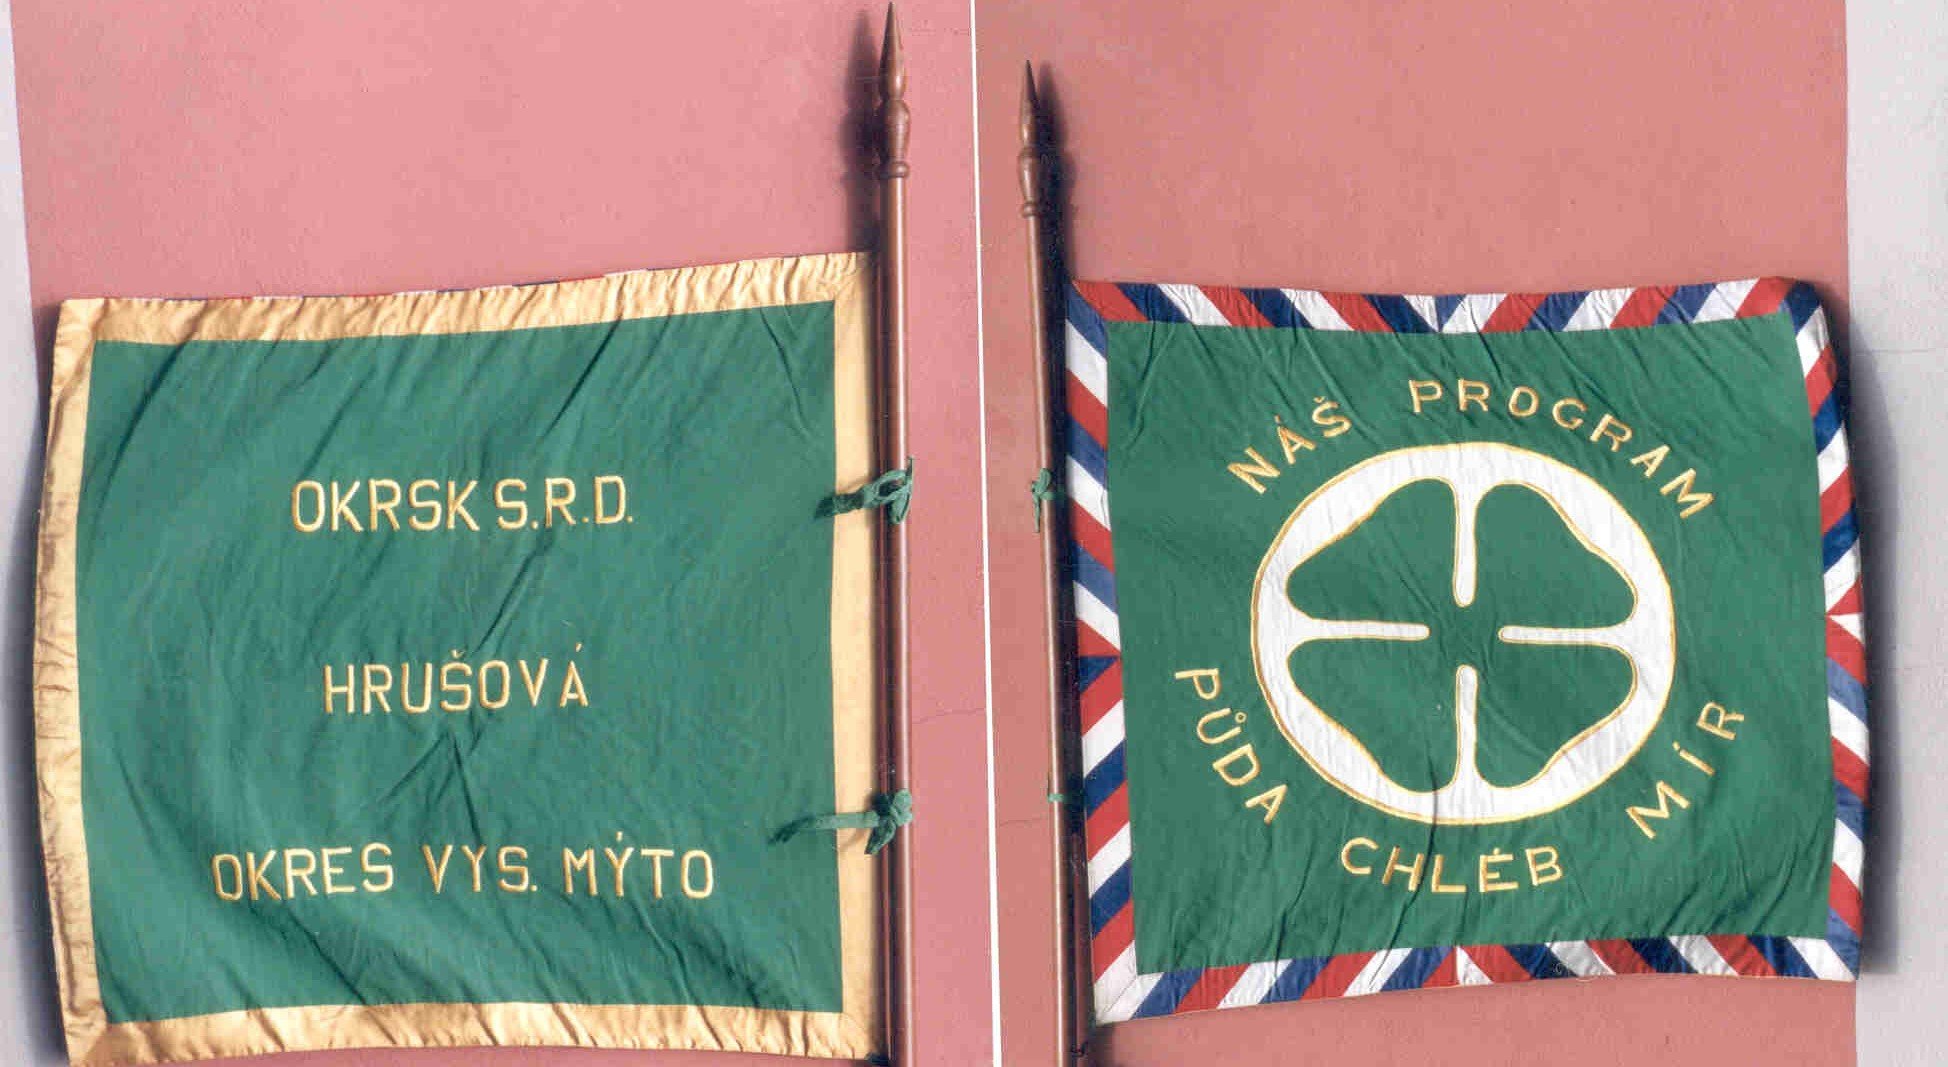 OKRSK S.R.D.
HRUŠOVÁ
OKRES VYS. MÝTO
NÁŠ PROGRAM
PŮDA CHLÉB MÍR